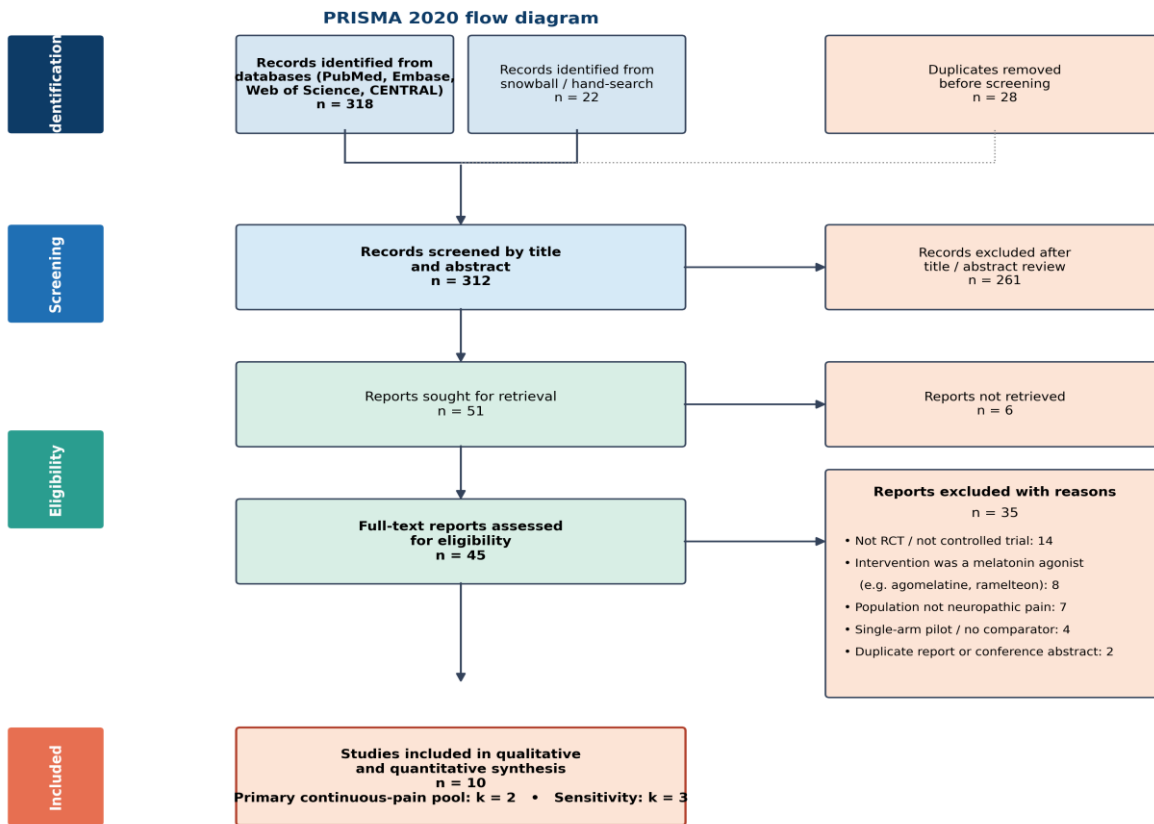 PRISMA 2020 flow diagram
dentification
Records identified from
databases (PubMed, Embase,
Web of Science, CENTRAL)
n = 318
Records identified from
snowball / hand-search
n = 22
Duplicates removed
before screening
n = 28
Screening
Records screened by title
and abstract
n = 312
Records excluded after
title / abstract review
n = 261
Reports sought for retrieval
n = 51
Reports not retrieved
n = 6
Eligibility
Full-text reports assessed
for eligibility
n = 45
Reports excluded with reasons
n = 35
• Not RCT / not controlled trial: 14
• Intervention was a melatonin agonist
(e.g. agomelatine, ramelteon): 8
• Population not neuropathic pain: 7
• Single-arm pilot / no comparator: 4
• Duplicate report or conference abstract: 2
Included
Studies included in qualitative
and quantitative synthesis
n = 10
Primary continuous-pain pool: k = 2 • Sensitivity: k = 3